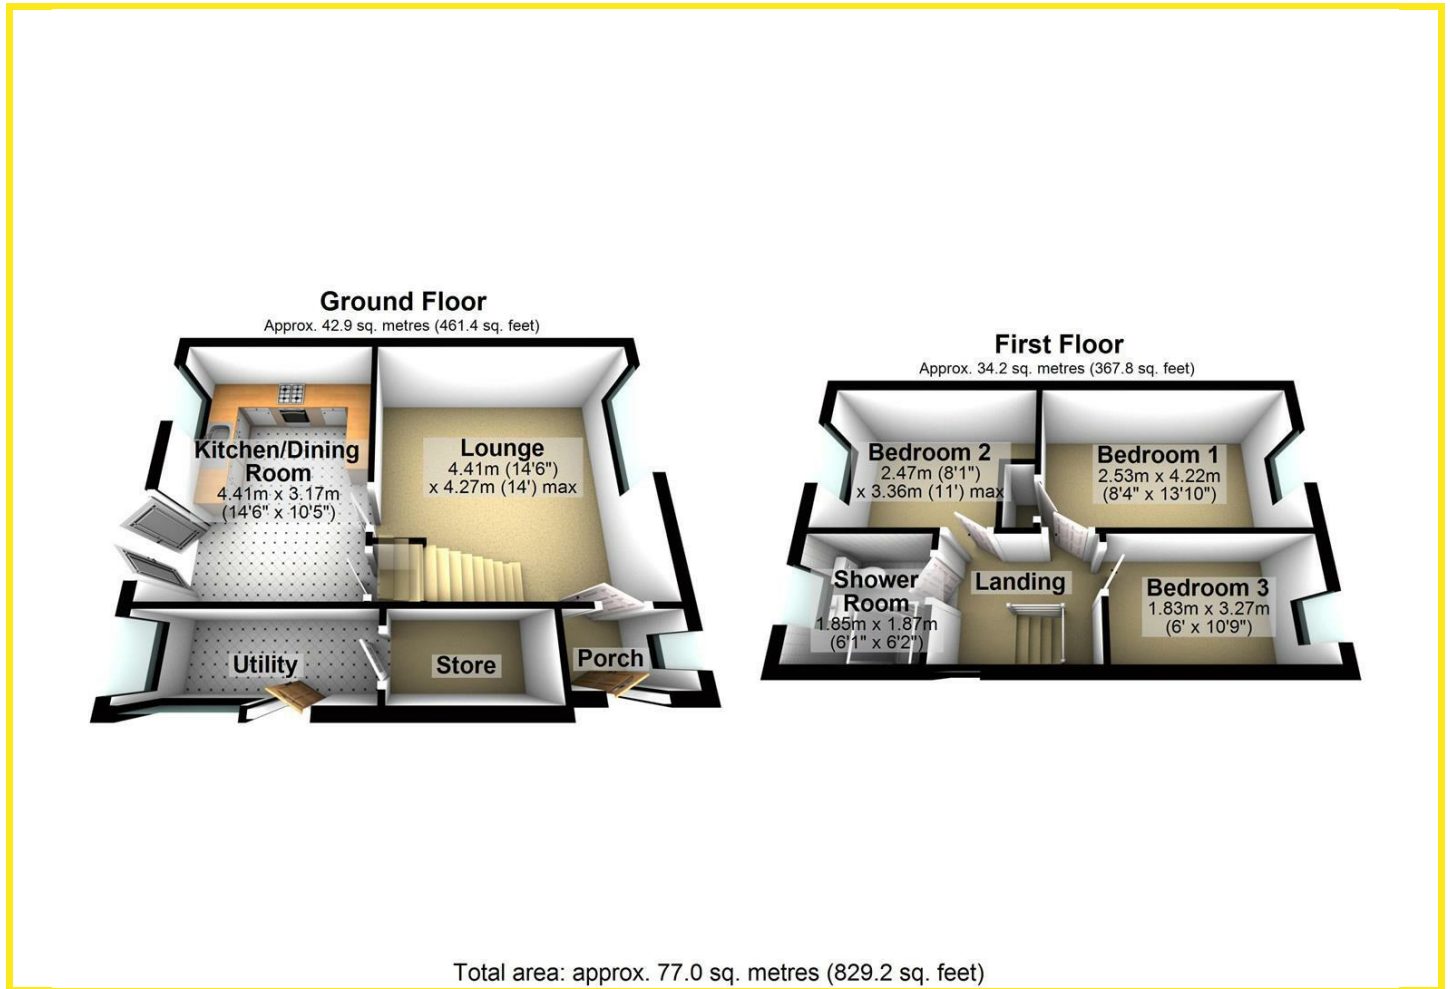 Ground Floor
Approx. 42.9 sq. metres (461.4 sq. feet)
Kitchen/Dining
Room
4.41m x 3.17m
(14'6" x 10'5")
Lounge
4.41m (14'6")
x 4.27m (14') max
Utility
Store
Porch
First Floor
Approx. 34.2 sq. metres (367.8 sq. feet)
Bedroom 2
2.47m (8'1")
x 3.36m (11') max
Bedroom 1
2.53m x 4.22m
(8'4" x 13'10")
Shower
Room
1.85m x 1.87m
(6'1" x 6'2")
Landing
Bedroom 3
1.83m x 3.27m
(6' x 10'9")
Total area: approx. 77.0 sq. metres (829.2 sq. feet)